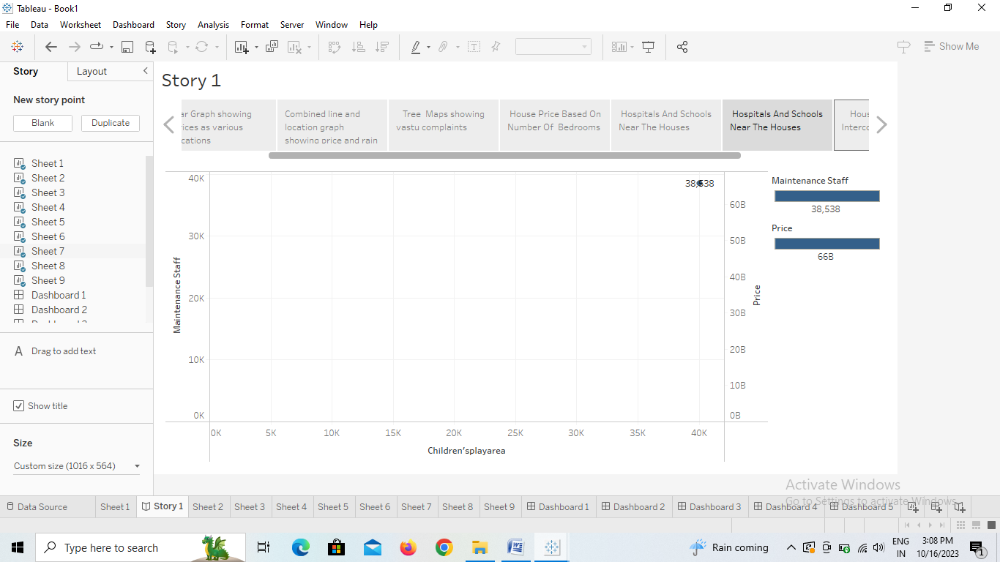 Tableau - Book1
File Data Worksheet Dashboard Story Analysis Format Server Window Help
Show Me
Story Layout
New story point
Blank Duplicate
Sheet 1
Sheet 2
Sheet 3
Sheet 4
Sheet 5
Sheet 6
Sheet 7
Sheet 8
Sheet 9
Dashboard 1
Dashboard 2
Drag to add text
Show title
Size
Custom size (1016 x 564)
Story 1
ar Graph showing
ices as various
cations
Combined line and
location graph
showing price and rain
Tree Maps showing
vastu complaints
House Price Based On
Number Of Bedrooms
Hospitals And Schools
Near The Houses
Hospitals And Schools
Near The Houses
Hous
Interco
40K
30K
20K
10K
0K
Maintenance Staff
38,538
60B
50B
40B
30B
20B
10B
0B
Price
0K 5K 10K 15K 20K 25K 30K 35K 40K
Children'splayarea
Maintenance Staff
38,538
Price
66B
Activate Windows
Go to Settings to activate Windows.
Data Source Sheet 1 Story 1 Sheet 2 Sheet 3 Sheet 4 Sheet 5 Sheet 6 Sheet 7 Sheet 8 Sheet 9 Dashboard 1 Dashboard 2 Dashboard 3 Dashboard 4 Dashboard 5
Type here to search
Rain coming
ENG
IN
3:08 PM
10/16/2023
1